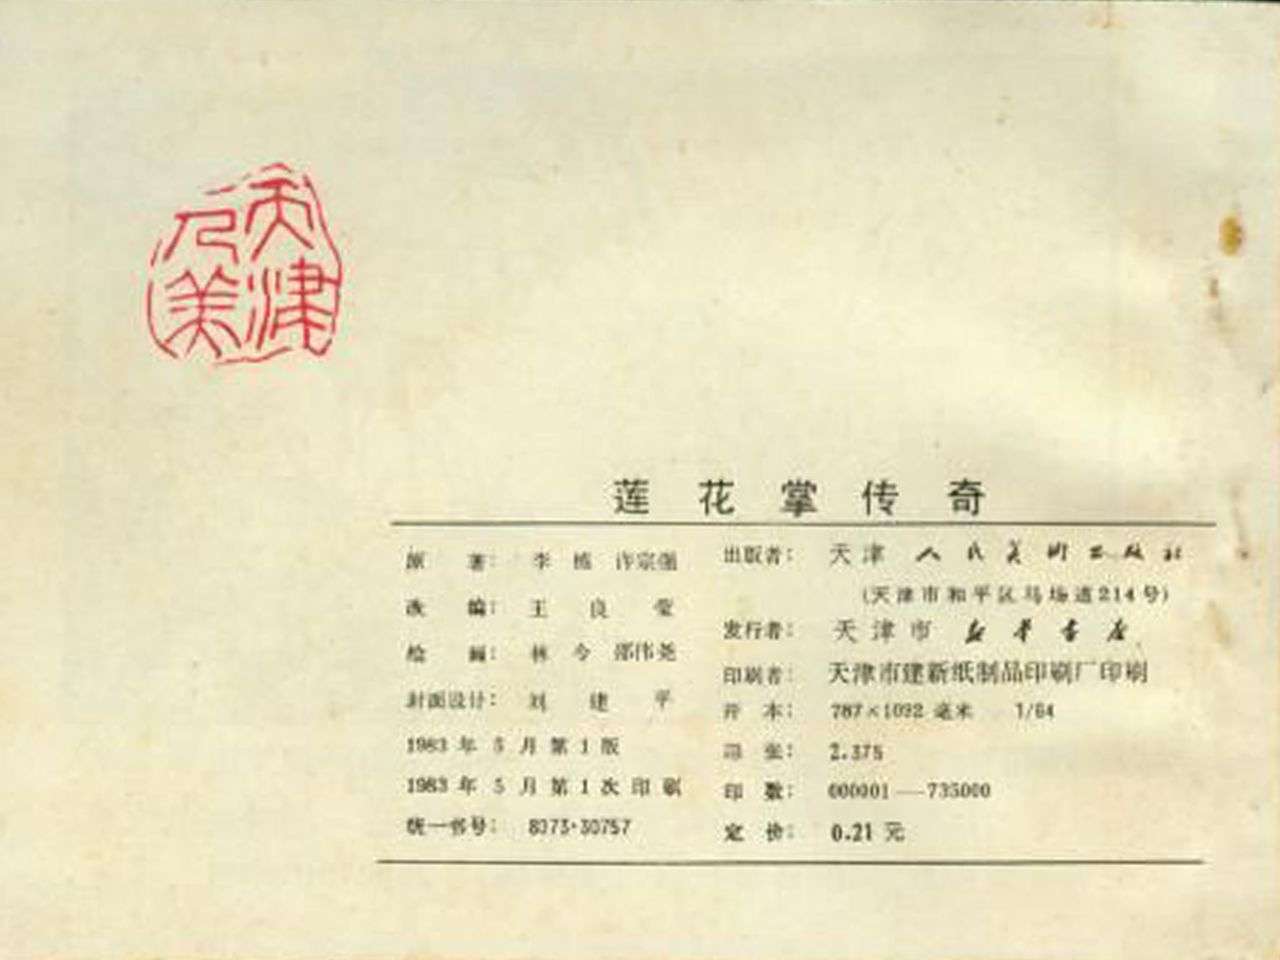 天津
人美
莲花掌传奇
原著：李栋 许宗强
改编：王良莹
绘画：林今 邵伟尧
封面设计：刘建平
1983年5月第1版
1983年5月第1次印刷
统一书号：8073·30757
出版者：天津人民美术出版社
(天津市和平区马场道214号)
发行者：天津市新华书店
印刷者：天津市建新纸制品印刷厂印刷
开本：787×1092毫米 1/64
印张：2.375
印数：000001—735000
定价：0.21元